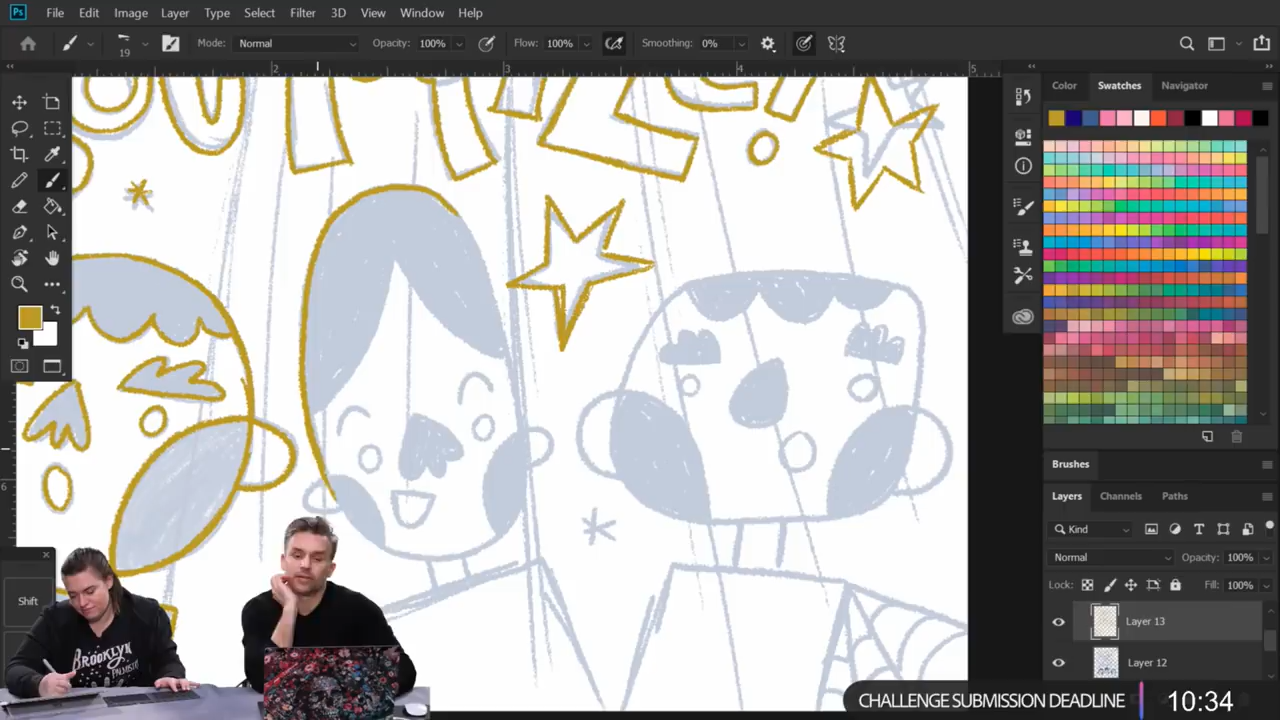 Ps File Edit Image Layer Type Select Filter 3D View Window Help
19 Mode: Normal Opacity: 100% Flow: 100% Smoothing: 0%
2 3 4 5
Color Swatches Navigator
6
Brushes
Layers Channels Paths
Kind
Normal Opacity: 100%
Lock: Fill: 100%
Layer 13
Layer 12
Shift
BROOKLYN
CHALLENGE SUBMISSION DEADLINE 10:34